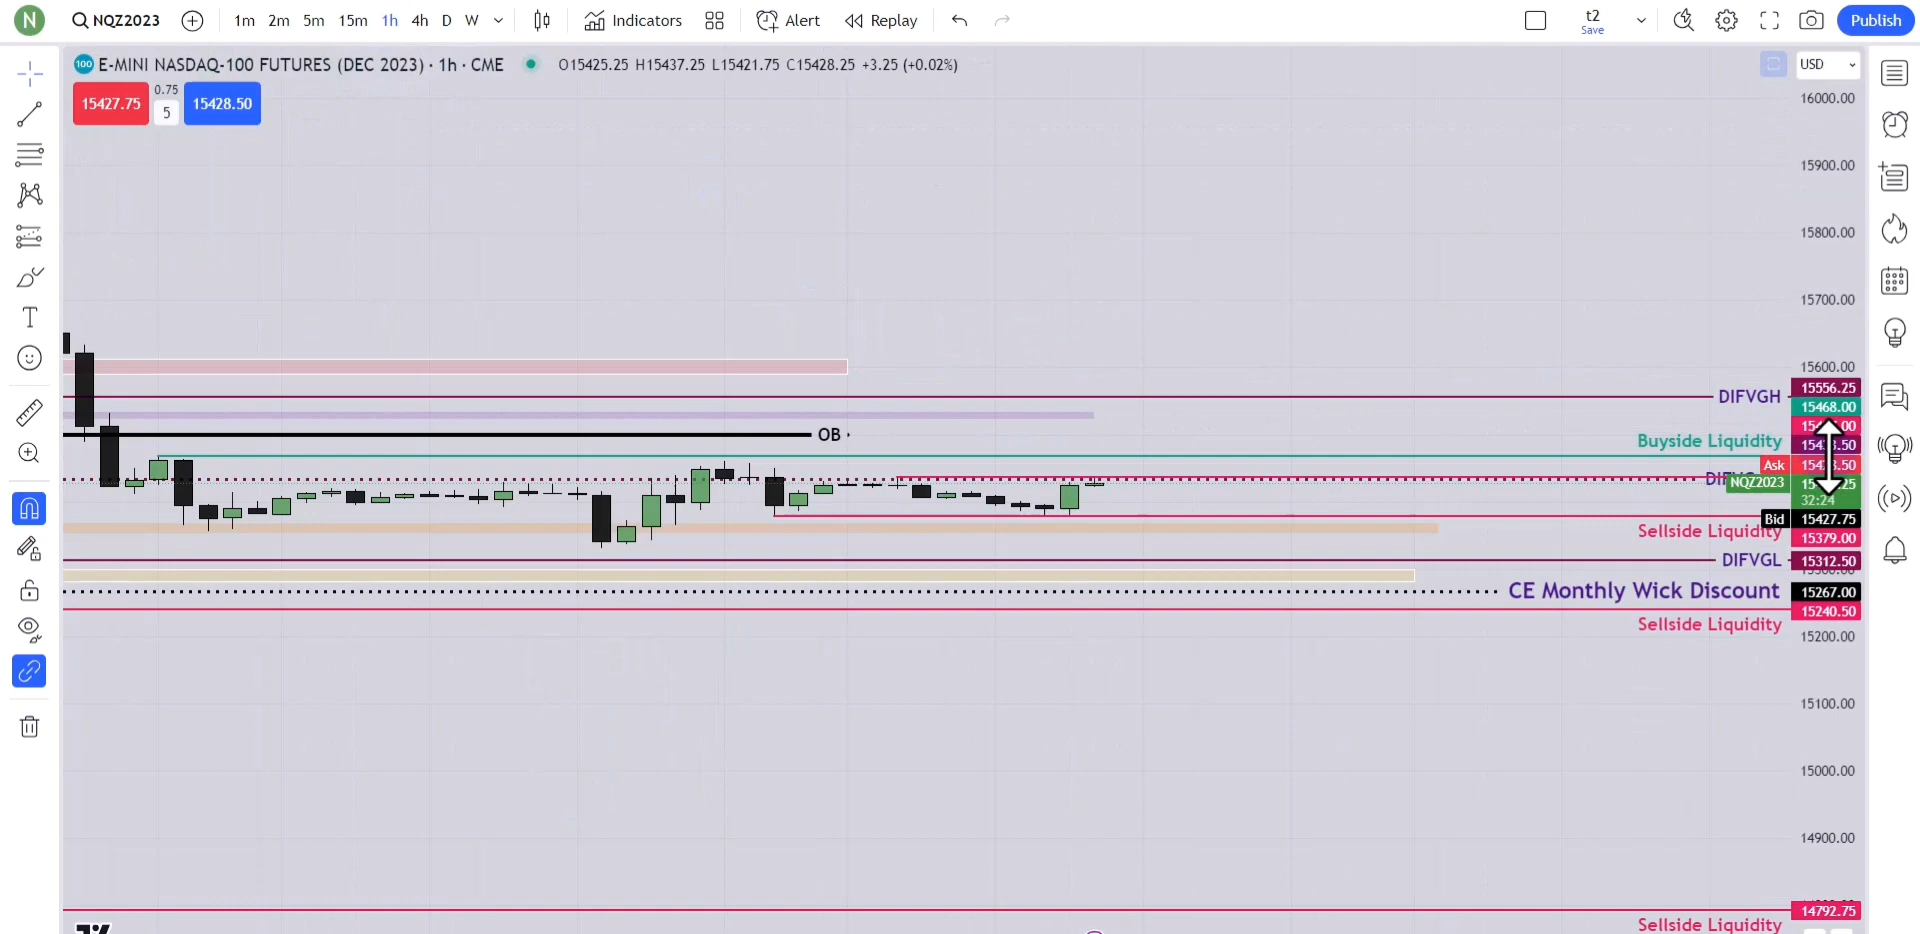 N
NQZ2023
1m 2m 5m 15m 1h 4h D W
Indicators
Alert
Replay
t2
Save
Publish
100 E-MINI NASDAQ-100 FUTURES (DEC 2023) · 1h · CME
O15425.25 H15437.25 L15421.75 C15428.25 +3.25 (+0.02%)
USD
15427.75
0.75
5
15428.50
16000.00
15900.00
15800.00
15700.00
15600.00
DIFVGH
15556.25
15468.00
OB
Buyside Liquidity
Ask
NQZ2023
32:24
Bid
15427.75
Sellside Liquidity
15379.00
DIFVGL
15312.50
CE Monthly Wick Discount
15267.00
15240.50
Sellside Liquidity
15200.00
15100.00
15000.00
14900.00
14792.75
Sellside Liquidity